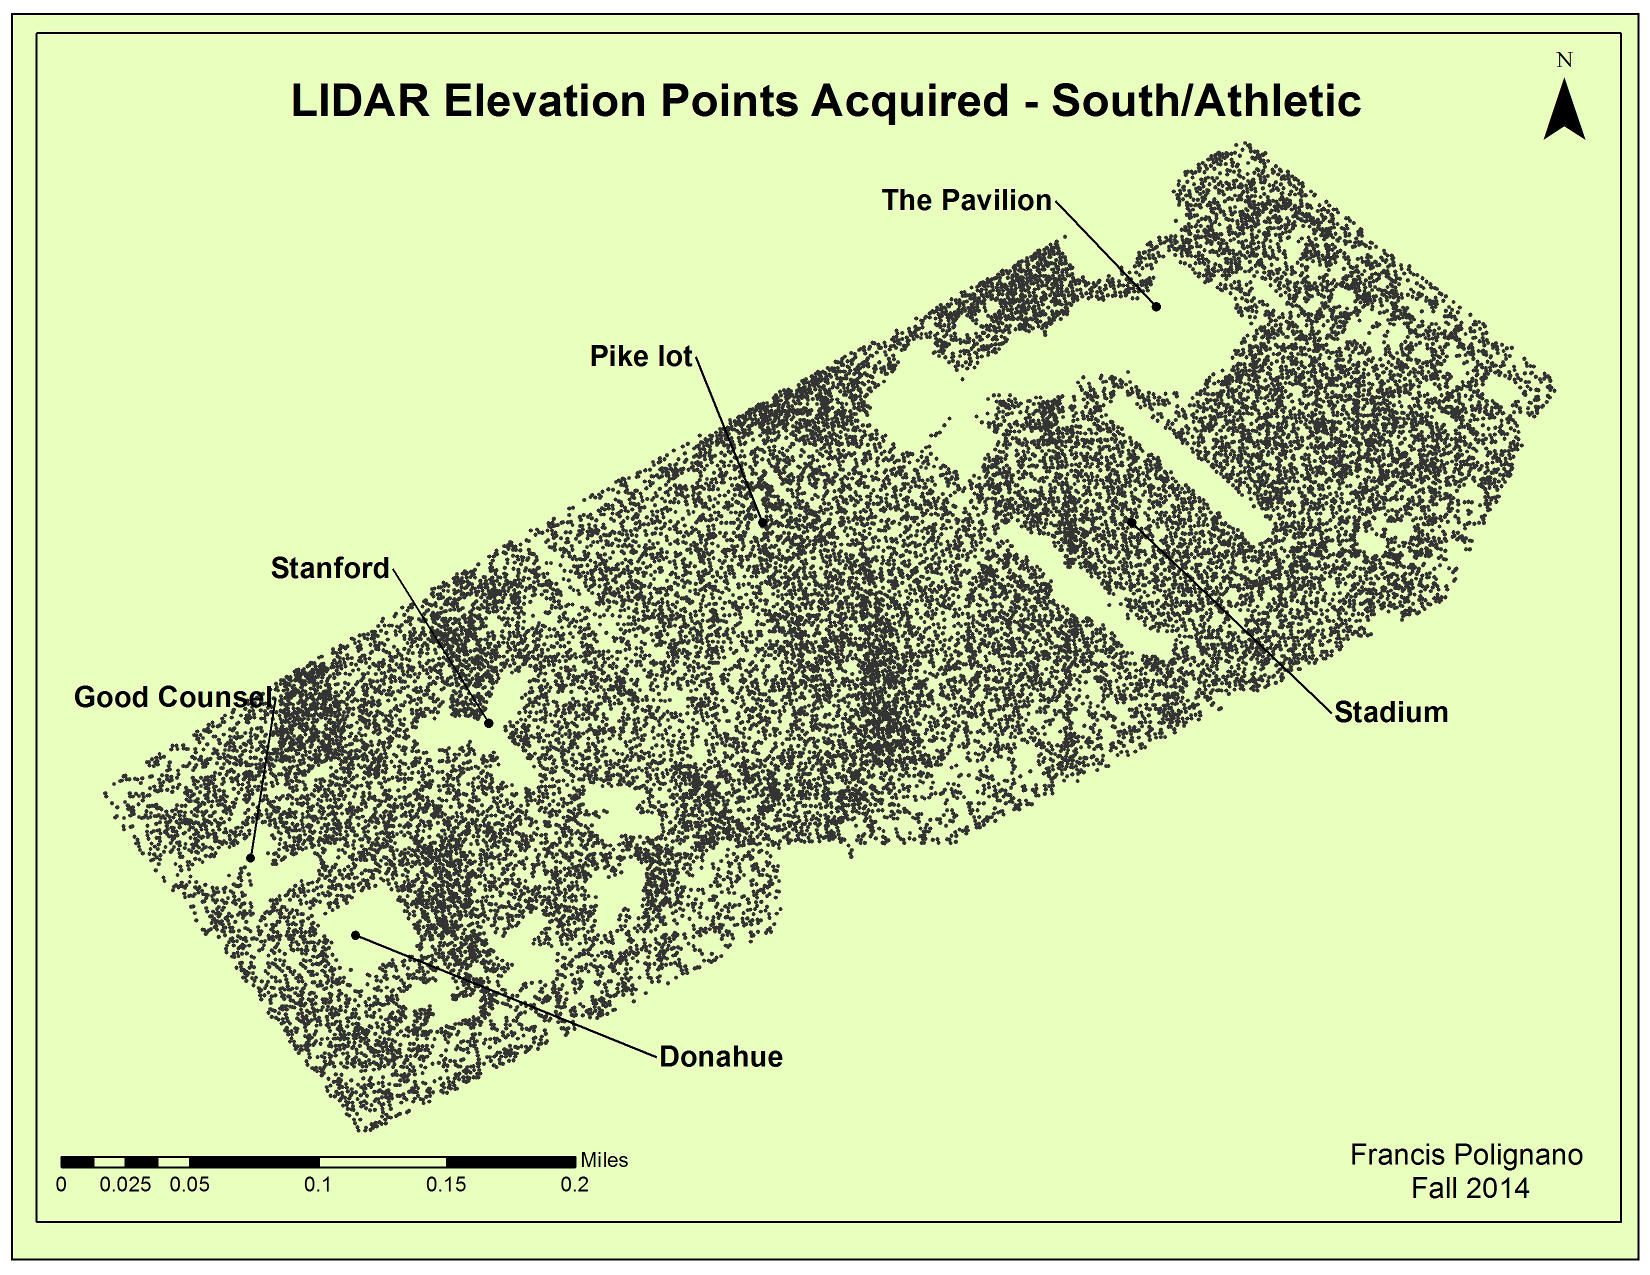 N
LIDAR Elevation Points Acquired - South/Athletic
The Pavilion
Pike lot
Stanford
Good Counsel
Stadium
Donahue
Miles
0 0.025 0.05 0.1 0.15 0.2
Francis Polignano
Fall 2014